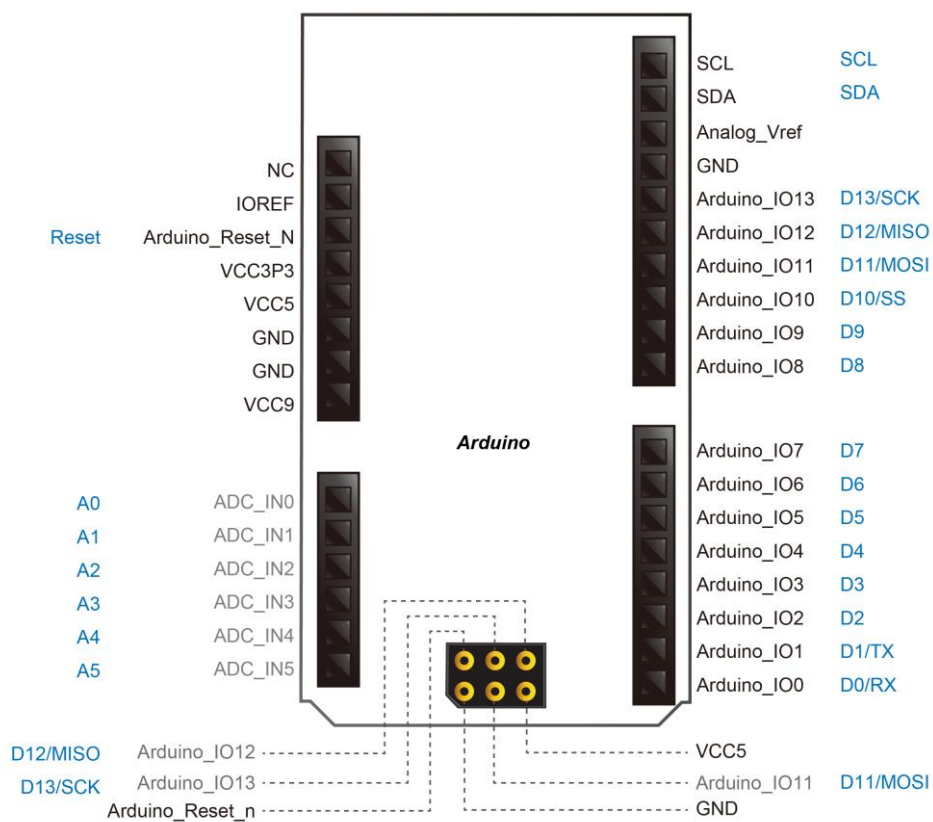 SCL SCL
SDA SDA
Analog_Vref
GND
NC
IOREF
Reset Arduino_Reset_N
VCC3P3
VCC5
GND
GND
VCC9
Arduino_IO13 D13/SCK
Arduino_IO12 D12/MISO
Arduino_IO11 D11/MOSI
Arduino_IO10 D10/SS
Arduino_IO9 D9
Arduino_IO8 D8
Arduino
Arduino_IO7 D7
Arduino_IO6 D6
Arduino_IO5 D5
Arduino_IO4 D4
Arduino_IO3 D3
Arduino_IO2 D2
Arduino_IO1 D1/TX
Arduino_IO0 D0/RX
A0 ADC_IN0
A1 ADC_IN1
A2 ADC_IN2
A3 ADC_IN3
A4 ADC_IN4
A5 ADC_IN5
D12/MISO Arduino_IO12
D13/SCK Arduino_IO13
Arduino_Reset_n
VCC5
Arduino_IO11 D11/MOSI
GND